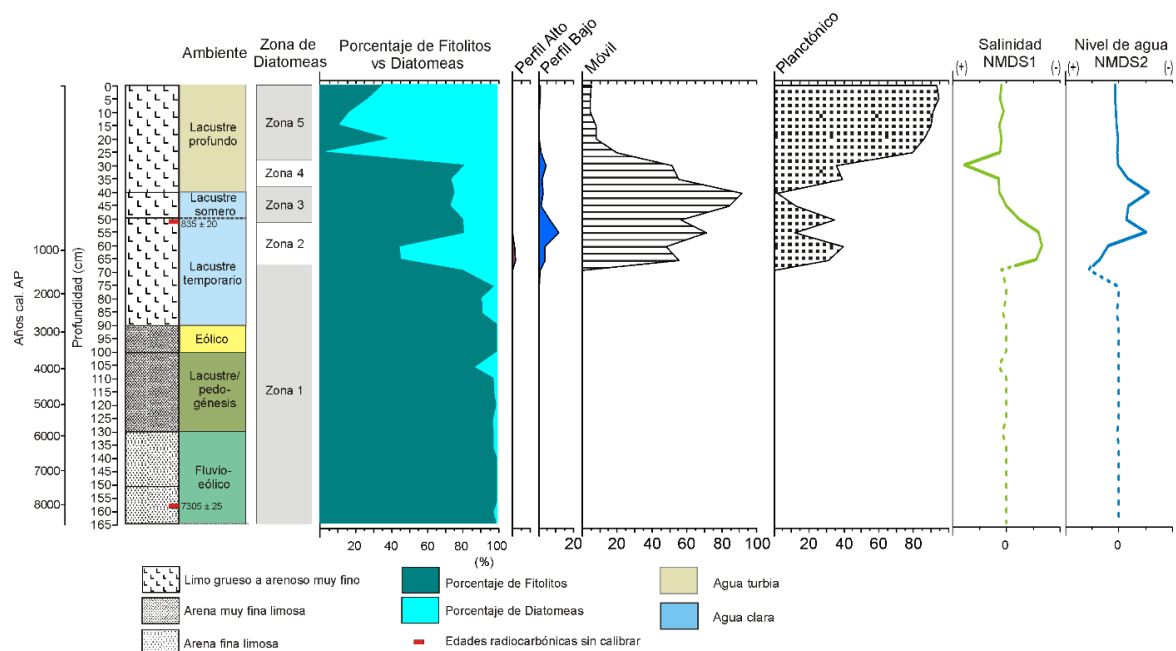 Ambiente
Zona de
Diatomeas
Porcentaje de Fitolitos
vs Diatomeas
Perfil Alto
Perfil Bajo
Móvil
Planctónico
Salinidad
NMDS1
(+)
(-)
Nivel de agua
NMDS2
(+)
(-)
Años cal. AP
1000
2000
3000
4000
5000
6000
7000
8000
Profundidad (cm)
0
5
10
15
20
25
30
35
40
45
50
55
60
65
70
75
80
85
90
95
100
105
110
115
120
125
130
135
140
145
150
155
160
165
835 ± 20
7305 ± 25
Lacustre
profundo
Lacustre
somero
Lacustre
temporario
Eólico
Lacustre/
pedo-
génesis
Fluvio-
eólico
Zona 5
Zona 4
Zona 3
Zona 2
Zona 1
20 40 60 80 100
(%)
20
20 40 60 80 100
20 40 60 80
0
0
Limo grueso a arenoso muy fino
Arena muy fina limosa
Arena fina limosa
Porcentaje de Fitolitos
Porcentaje de Diatomeas
Edades radiocarbónicas sin calibrar
Agua turbia
Agua clara